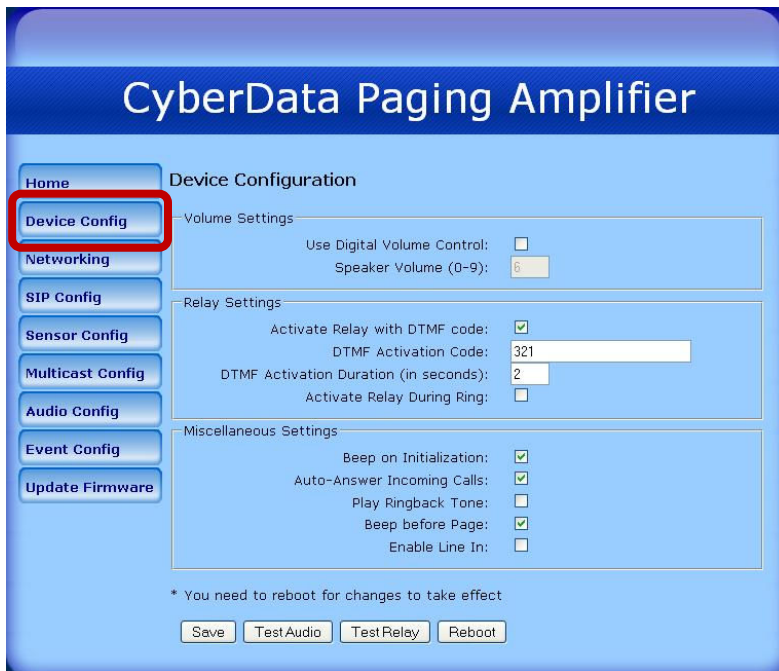 CyberData Paging Amplifier
Home
Device Config
Networking
SIP Config
Sensor Config
Multicast Config
Audio Config
Event Config
Update Firmware
Device Configuration
Volume Settings
Use Digital Volume Control:
Speaker Volume (0-9): 6
Relay Settings
Activate Relay with DTMF code:
DTMF Activation Code: 321
DTMF Activation Duration (in seconds): 2
Activate Relay During Ring:
Miscellaneous Settings
Beep on Initialization:
Auto-Answer Incoming Calls:
Play Ringback Tone:
Beep before Page:
Enable Line In:
* You need to reboot for changes to take effect
Save Test Audio Test Relay Reboot